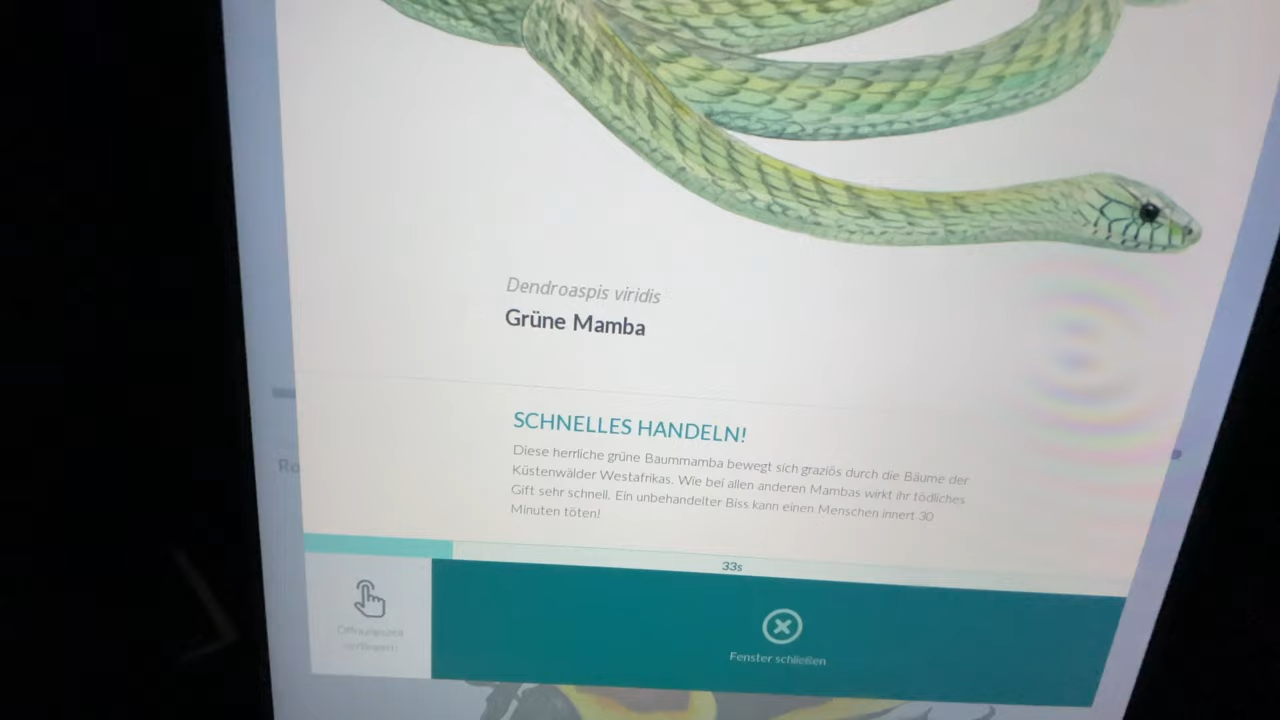 Dendroaspis viridis
Grüne Mamba
SCHNELLES HANDELN!
Diese herrliche grüne Baummamba bewegt sich graziös durch die Bäume der
Küstenwälder Westafrikas. Wie bei allen anderen Mambas wirkt ihr tödliches
Gift sehr schnell. Ein unbehandelter Biss kann einen Menschen innert 30
Minuten töten!
Ro
33s
Fenster schließen